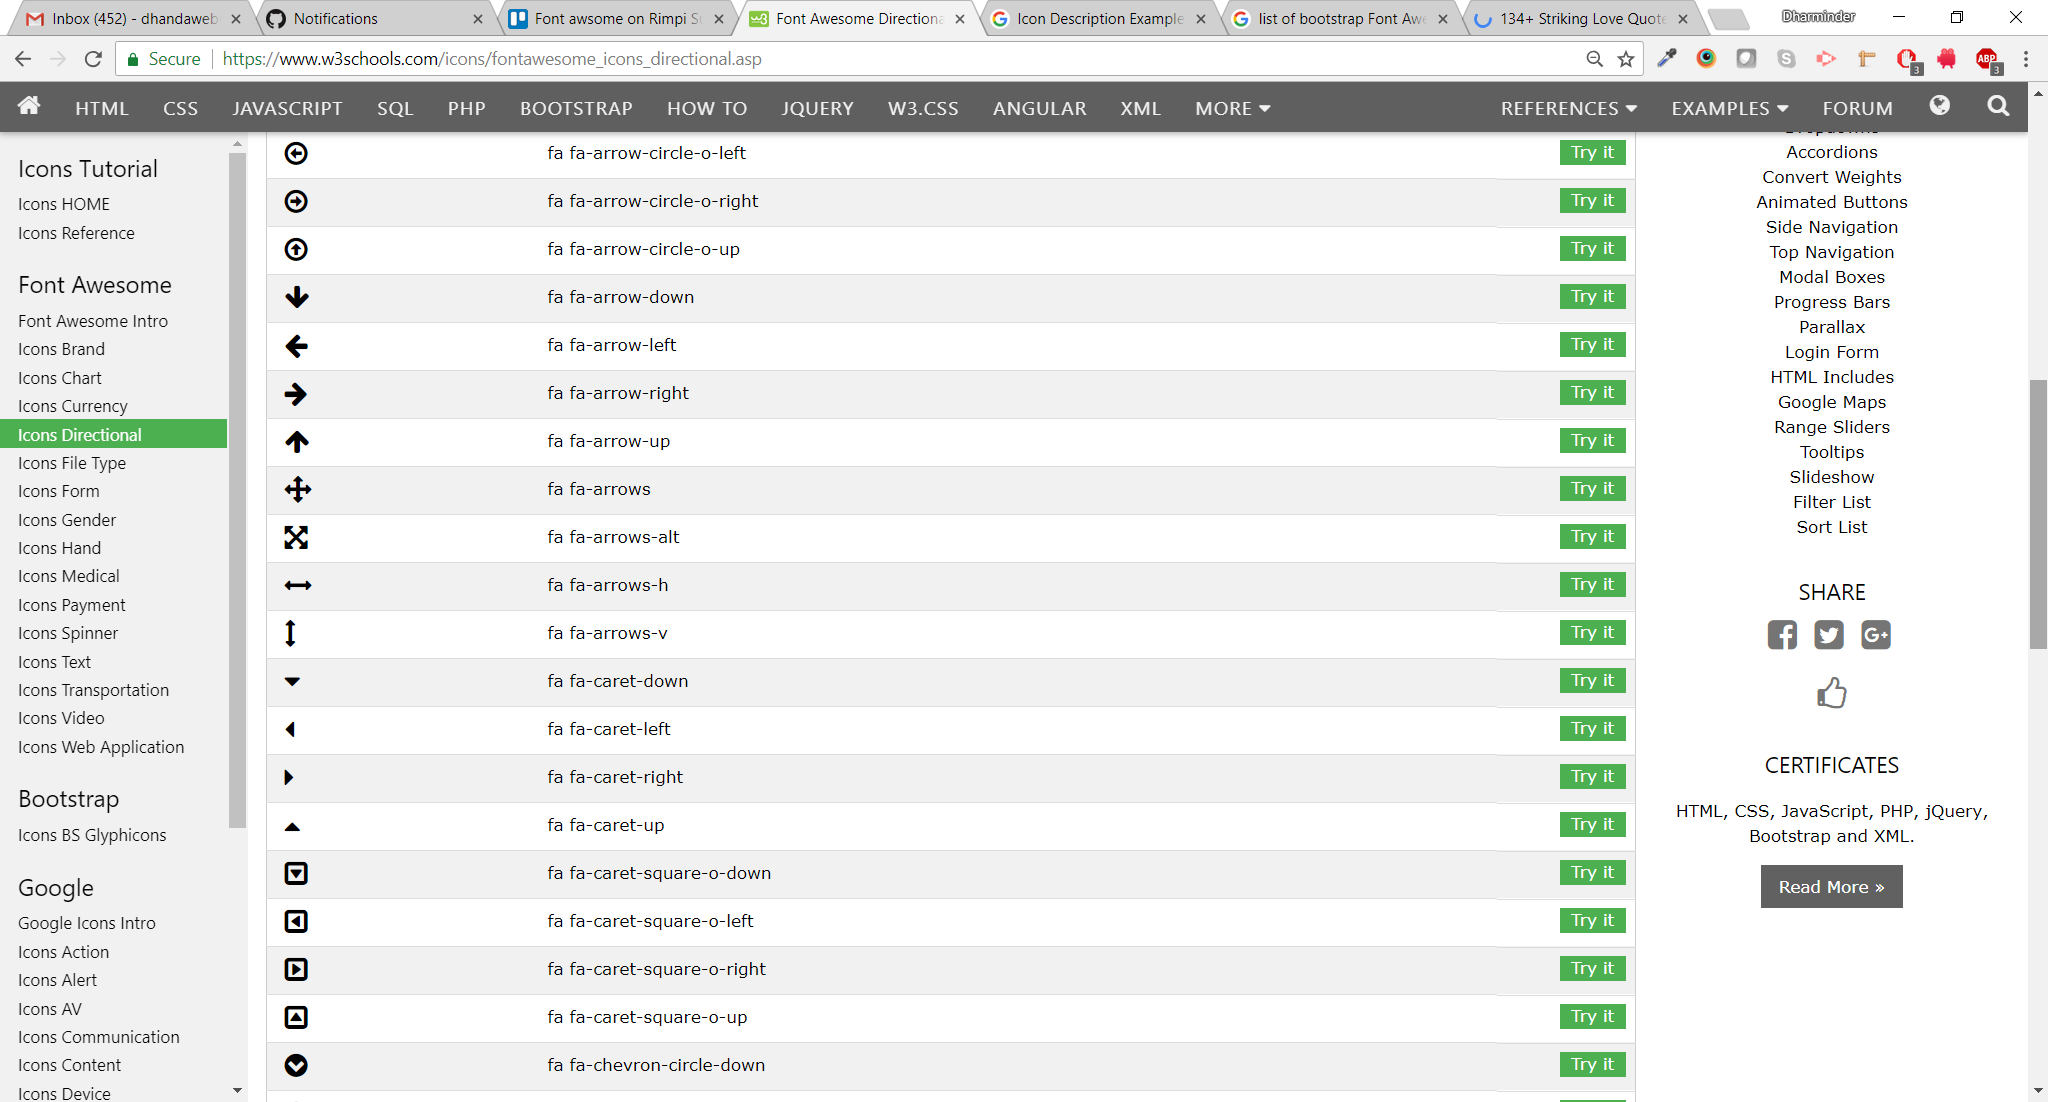 Inbox (452) - dhandaweb
Notifications
Font awsome on Rimpi S
Font Awesome Directiona
Icon Description Example
list of bootstrap Font Aw
134+ Striking Love Quote
Dharminder
Secure
https://www.w3schools.com/icons/fontawesome_icons_directional.asp
3
ABP
3
HTML
CSS
JAVASCRIPT
SQL
PHP
BOOTSTRAP
HOW TO
JQUERY
W3.CSS
ANGULAR
XML
MORE
REFERENCES
EXAMPLES
FORUM
Icons Tutorial
Icons HOME
Icons Reference
Font Awesome
Font Awesome Intro
Icons Brand
Icons Chart
Icons Currency
Icons Directional
Icons File Type
Icons Form
Icons Gender
Icons Hand
Icons Medical
Icons Payment
Icons Spinner
Icons Text
Icons Transportation
Icons Video
Icons Web Application
Bootstrap
Icons BS Glyphicons
Google
Google Icons Intro
Icons Action
Icons Alert
Icons AV
Icons Communication
Icons Content
Icons Device
fa fa-arrow-circle-o-left Try it
fa fa-arrow-circle-o-right Try it
fa fa-arrow-circle-o-up Try it
fa fa-arrow-down Try it
fa fa-arrow-left Try it
fa fa-arrow-right Try it
fa fa-arrow-up Try it
fa fa-arrows Try it
fa fa-arrows-alt Try it
fa fa-arrows-h Try it
fa fa-arrows-v Try it
fa fa-caret-down Try it
fa fa-caret-left Try it
fa fa-caret-right Try it
fa fa-caret-up Try it
fa fa-caret-square-o-down Try it
fa fa-caret-square-o-left Try it
fa fa-caret-square-o-right Try it
fa fa-caret-square-o-up Try it
fa fa-chevron-circle-down Try it
Accordions
Convert Weights
Animated Buttons
Side Navigation
Top Navigation
Modal Boxes
Progress Bars
Parallax
Login Form
HTML Includes
Google Maps
Range Sliders
Tooltips
Slideshow
Filter List
Sort List
SHARE
G+
CERTIFICATES
HTML, CSS, JavaScript, PHP, jQuery,
Bootstrap and XML.
Read More »